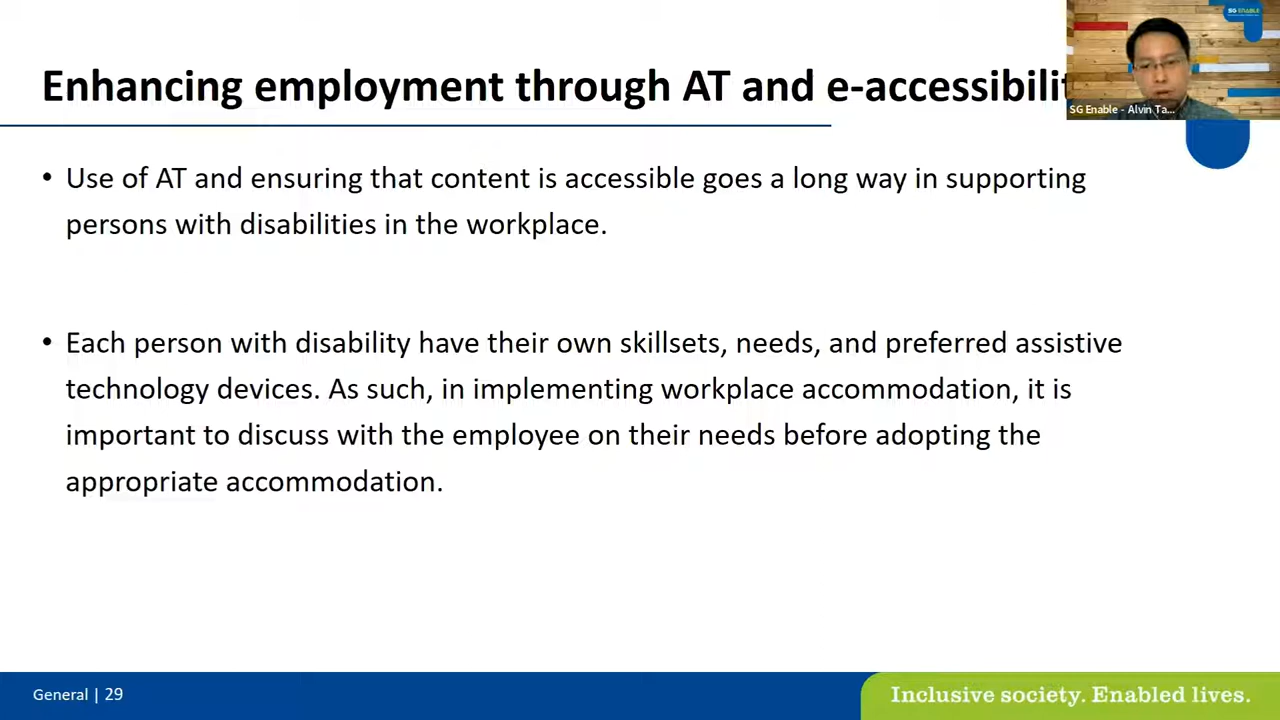 Enhancing employment through AT and e-accessibilit
SG ENABLE
SG Enable - Alvin Ta...
• Use of AT and ensuring that content is accessible goes a long way in supporting
persons with disabilities in the workplace.
• Each person with disability have their own skillsets, needs, and preferred assistive
technology devices. As such, in implementing workplace accommodation, it is
important to discuss with the employee on their needs before adopting the
appropriate accommodation.
General | 29
Inclusive society. Enabled lives.